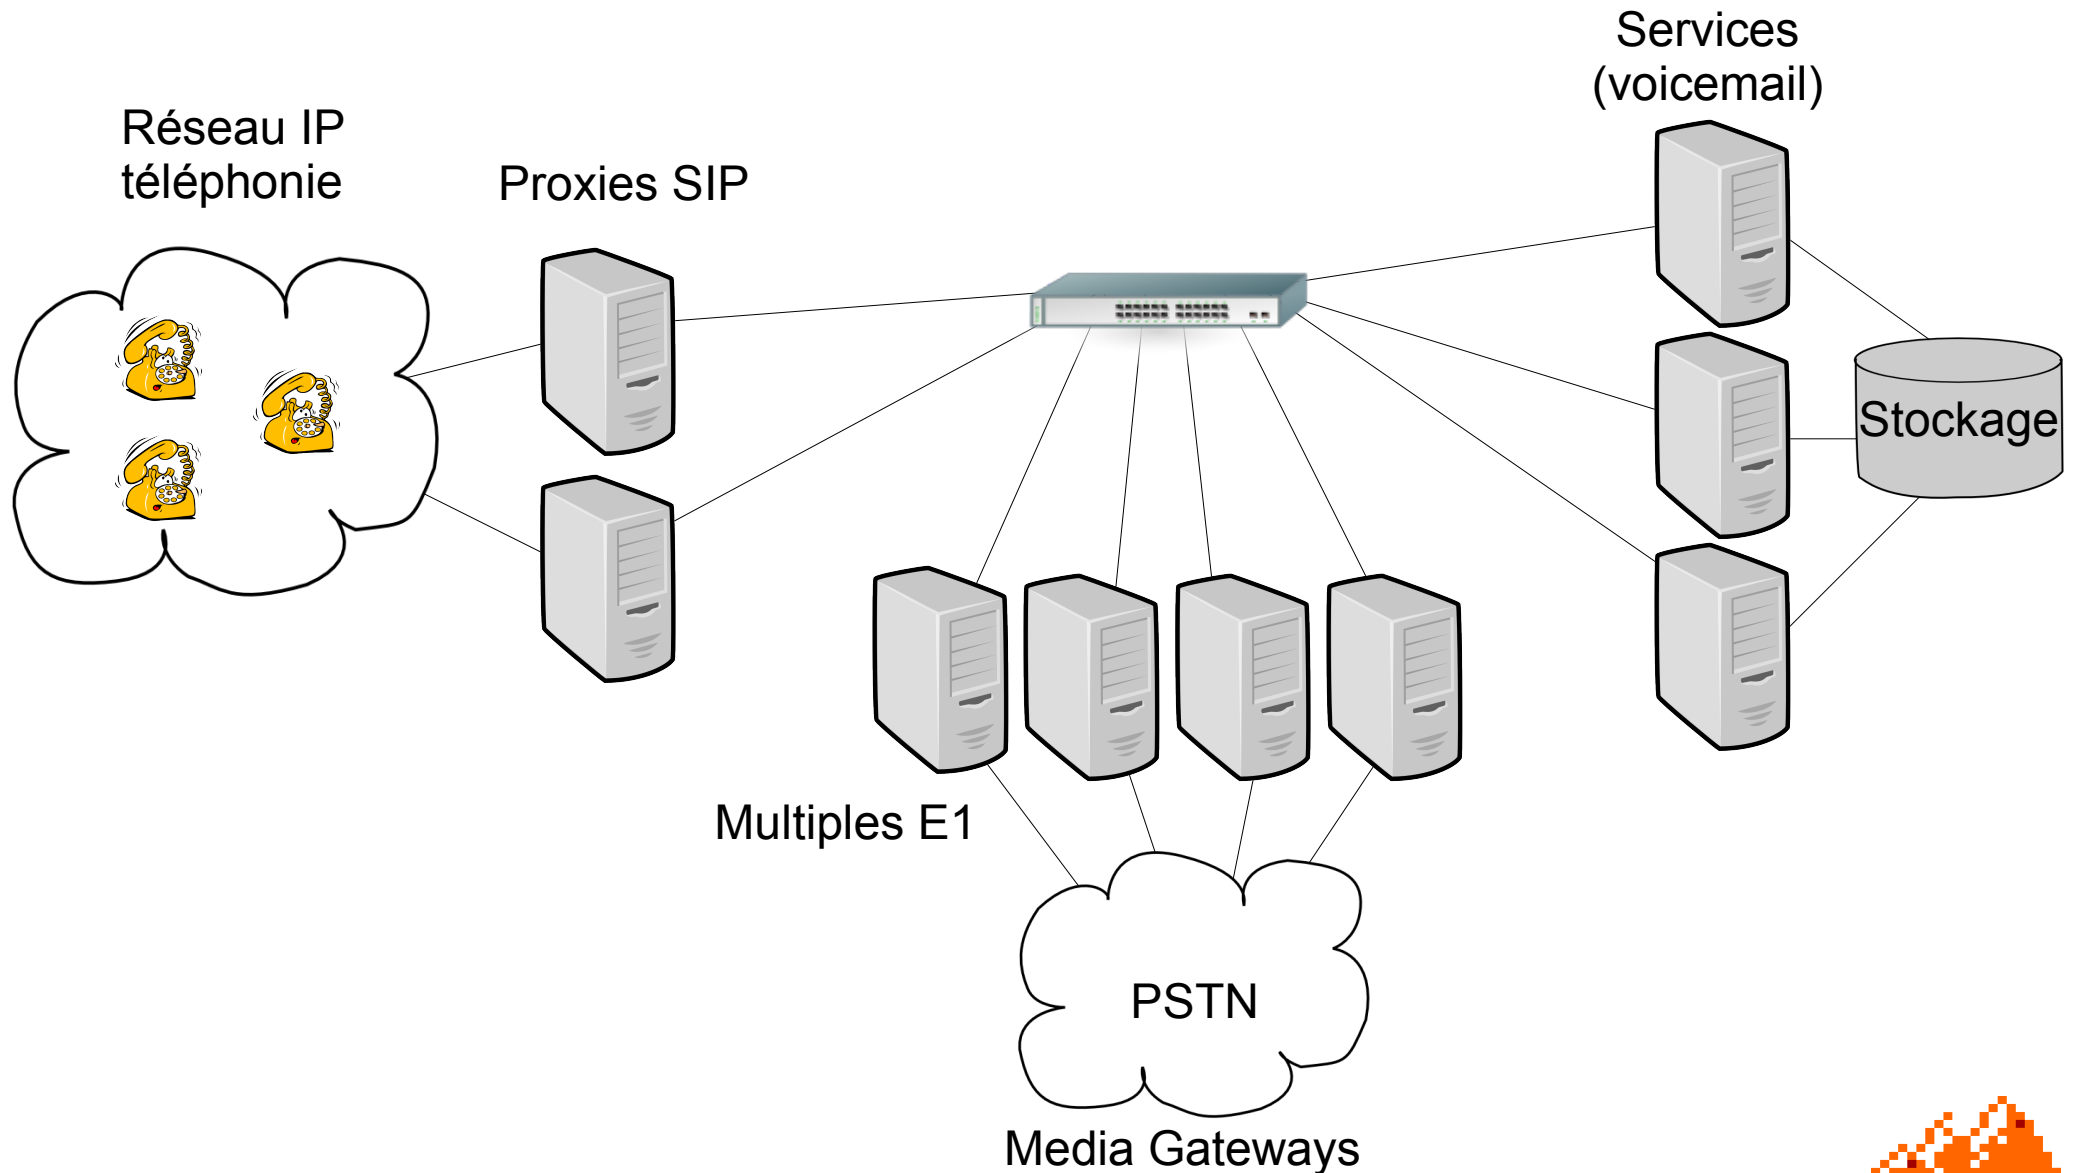 Services
(voicemail)
Réseau IP
téléphonie
Proxies SIP
Stockage
Multiples E1
PSTN
Media Gateways